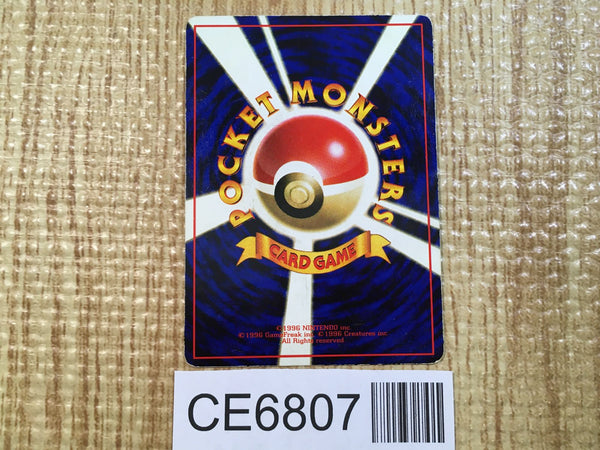 POCKET MONSTERS
CARD GAME
©1996 NINTENDO inc.
©1996 GameFreak inc. ©1996 Creatures inc.
All Rights reserved
CE6807